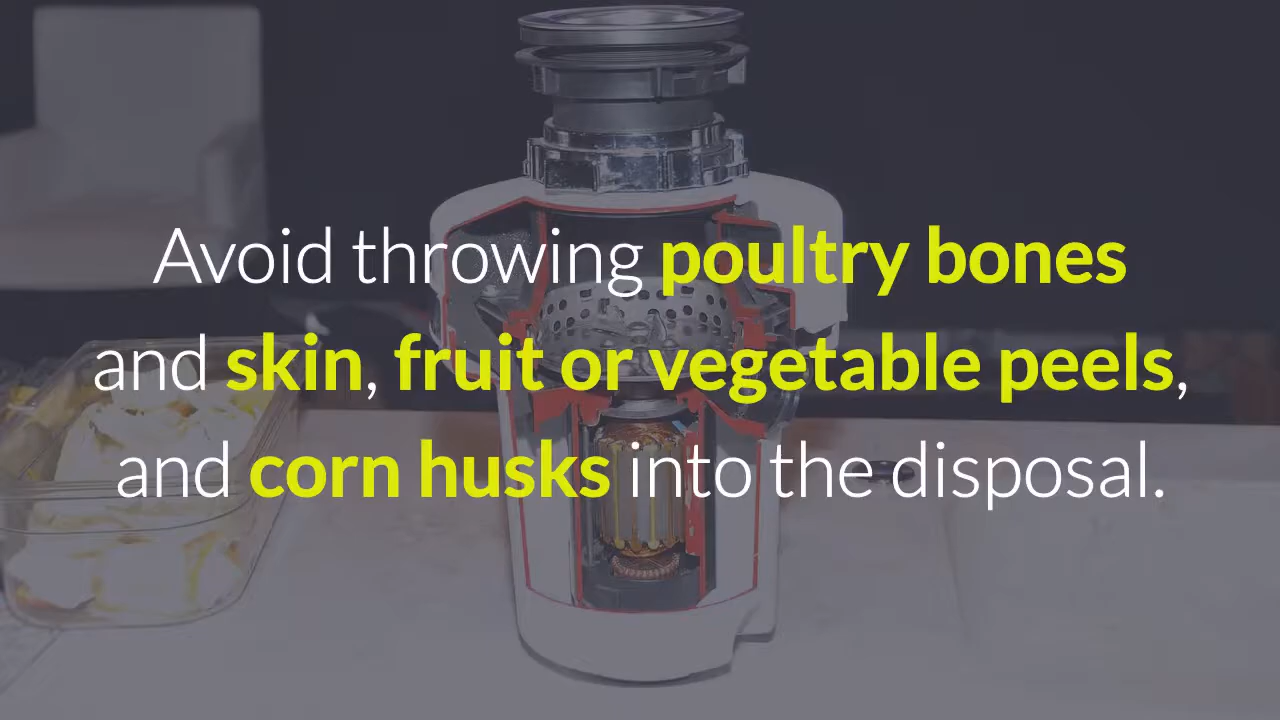 Avoid throwing poultry bones
and skin, fruit or vegetable peels,
and corn husks into the disposal.